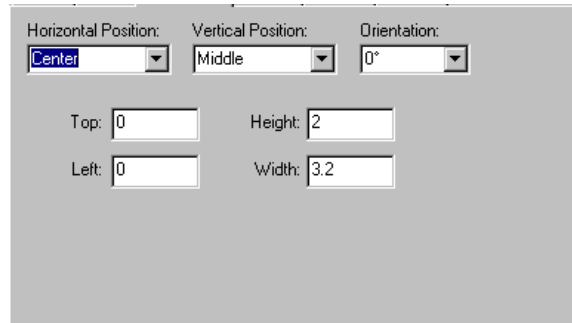 Horizontal Position: Vertical Position: Orientation:
Center Middle 0°
Top: 0 Height: 2
Left: 0 Width: 3.2